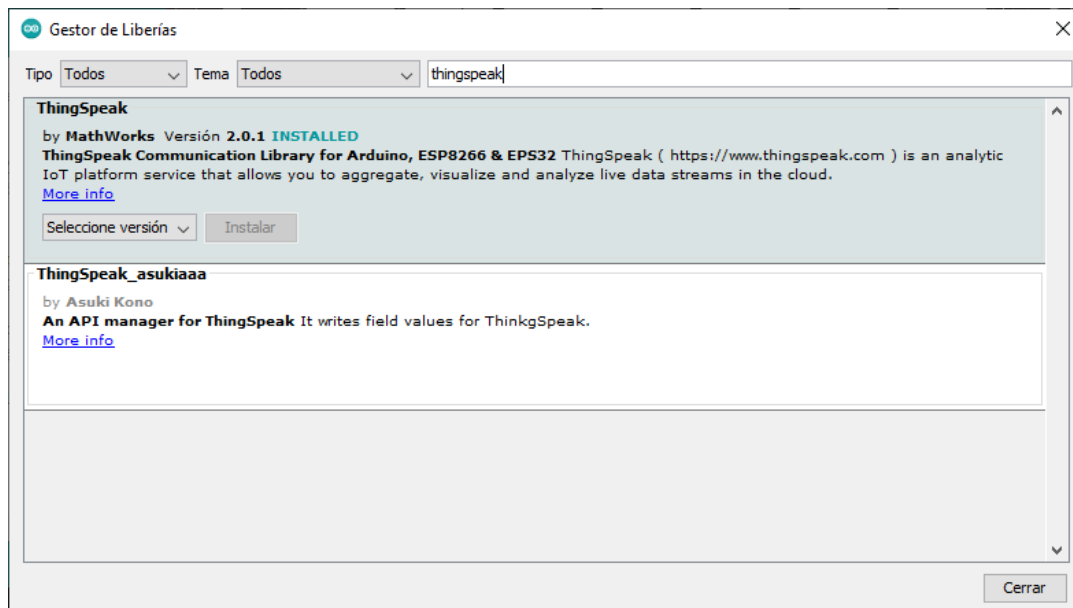 Gestor de Liberías
Tipo Todos Tema Todos thingspeak
ThingSpeak
by MathWorks Versión 2.0.1 INSTALLED
ThingSpeak Communication Library for Arduino, ESP8266 & EPS32 ThingSpeak ( https://www.thingspeak.com ) is an analytic
IoT platform service that allows you to aggregate, visualize and analyze live data streams in the cloud.
More info
Seleccione versión Instalar
ThingSpeak_asukiaaa
by Asuki Kono
An API manager for ThingSpeak It writes field values for ThinkgSpeak.
More info
Cerrar